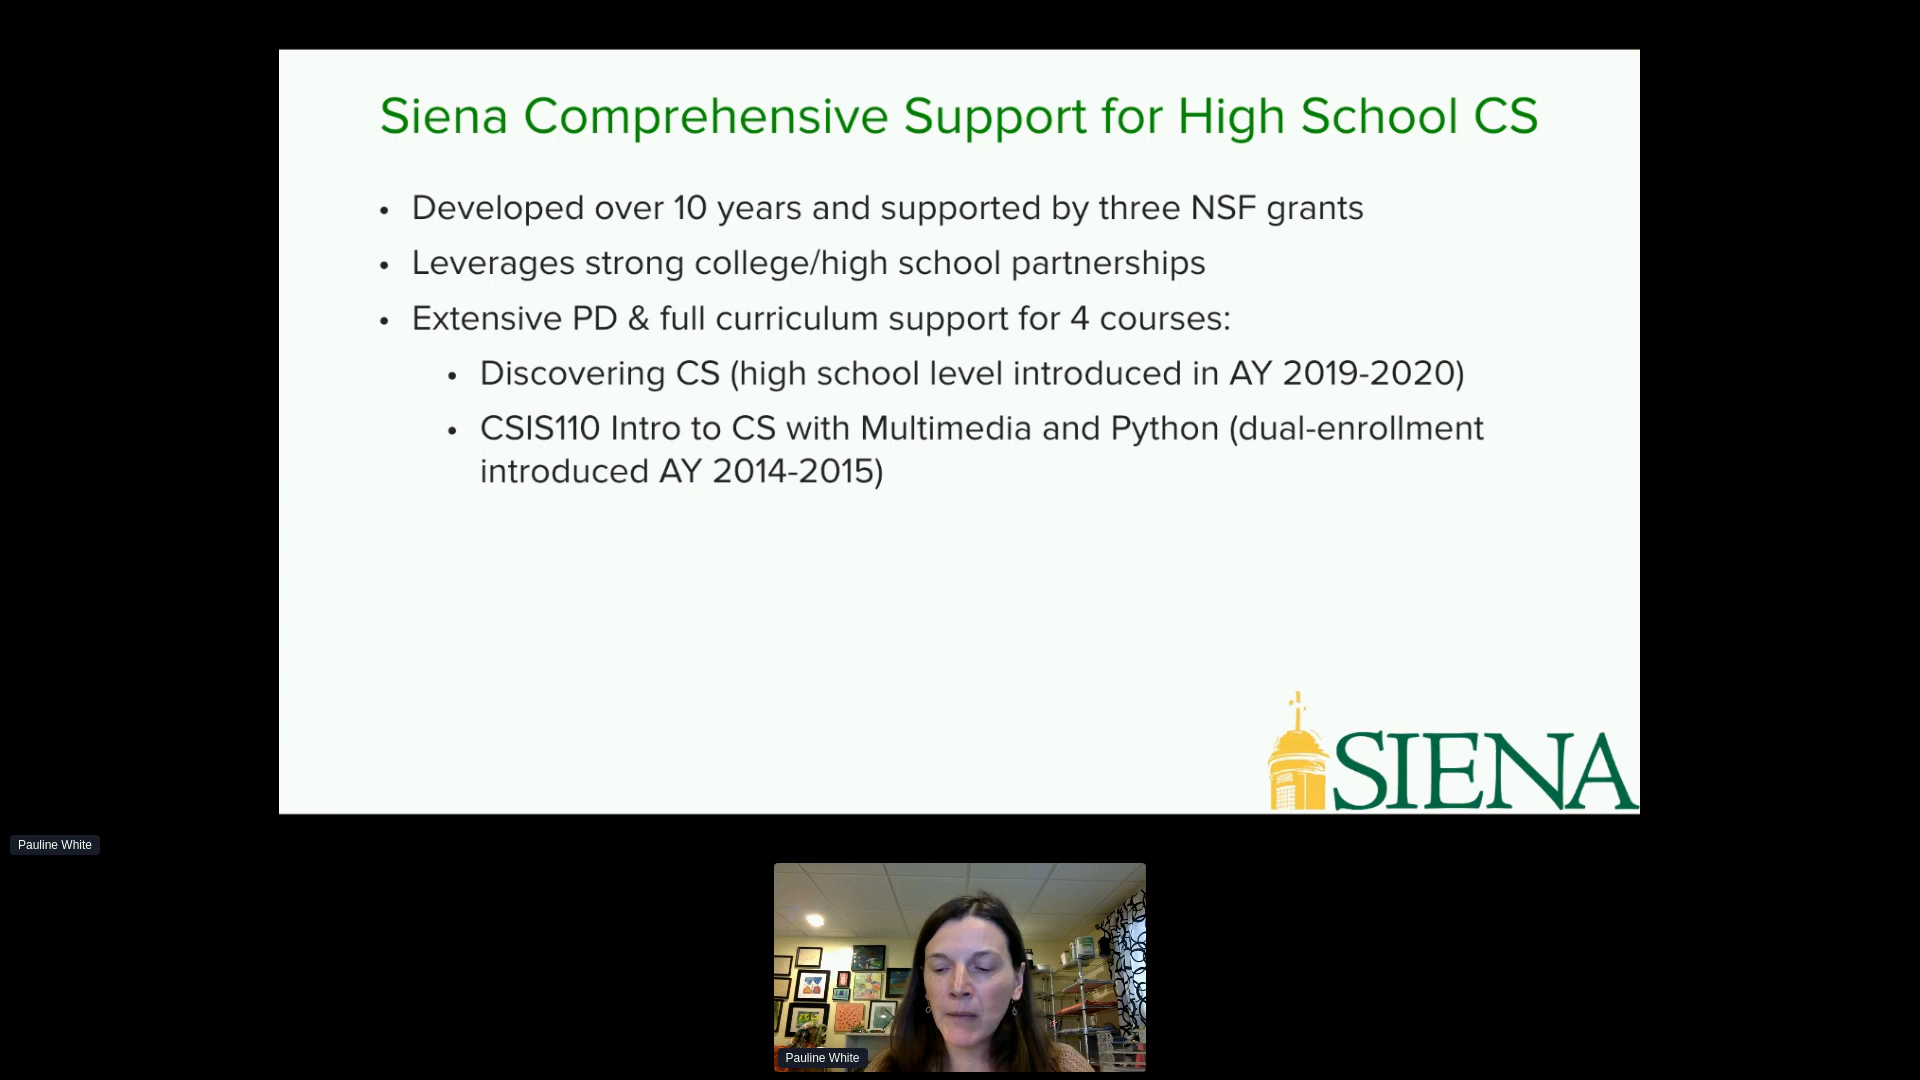 Siena Comprehensive Support for High School CS
• Developed over 10 years and supported by three NSF grants
• Leverages strong college/high school partnerships
• Extensive PD & full curriculum support for 4 courses:
• Discovering CS (high school level introduced in AY 2019-2020)
• CSIS110 Intro to CS with Multimedia and Python (dual-enrollment
introduced AY 2014-2015)
SIENA
Pauline White
Pauline White